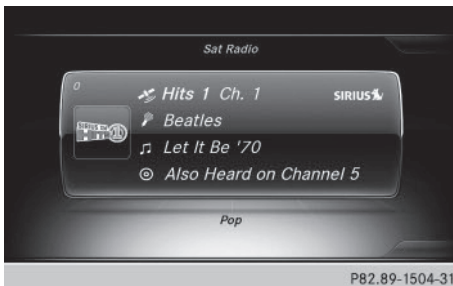 Sat Radio
0
Hits 1 Ch. 1
SIRIUS
Beatles
Let It Be '70
Also Heard on Channel 5
Pop
P82.89-1504-31